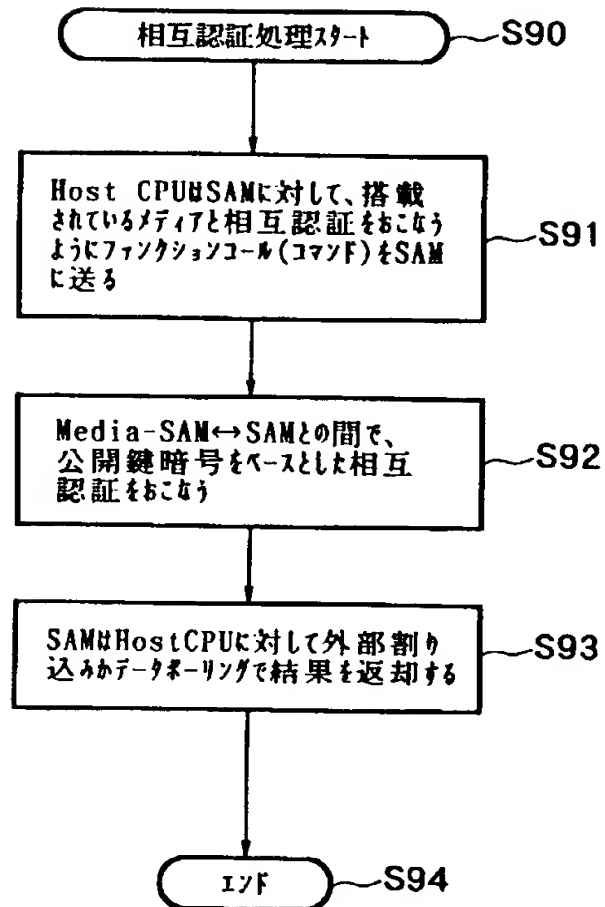 相互認証処理スタート
S90
Host CPUはSAMに対して、搭載
されているメディアと相互認証をおこなう
ようにファンクションコール(コマンド)をSAM
に送る
S91
Media-SAM↔SAMとの間で、
公開鍵暗号をベースとした相互
認証をおこなう
S92
SAMはHostCPUに対して外部割り
込みかデータポーリングで結果を返却する
S93
エンド
S94